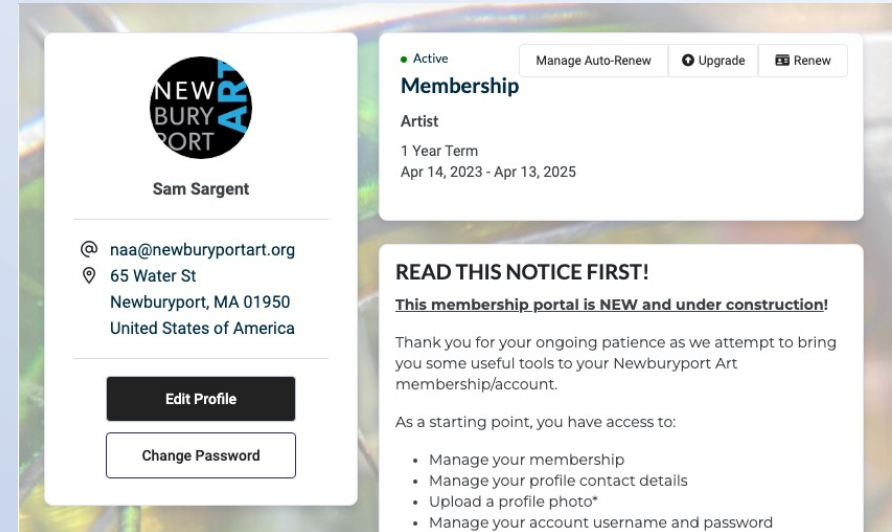 NEW
BURY
PORT
ART
Sam Sargent
naa@newburyportart.org
65 Water St
Newburyport, MA 01950
United States of America
Edit Profile
Change Password
Active
Manage Auto-Renew
Upgrade
Renew
Membership
Artist
1 Year Term
Apr 14, 2023 - Apr 13, 2025
READ THIS NOTICE FIRST!
This membership portal is NEW and under construction!
Thank you for your ongoing patience as we attempt to bring
you some useful tools to your Newburyport Art
membership/account.
As a starting point, you have access to:
• Manage your membership
• Manage your profile contact details
• Upload a profile photo*
• Manage your account username and password